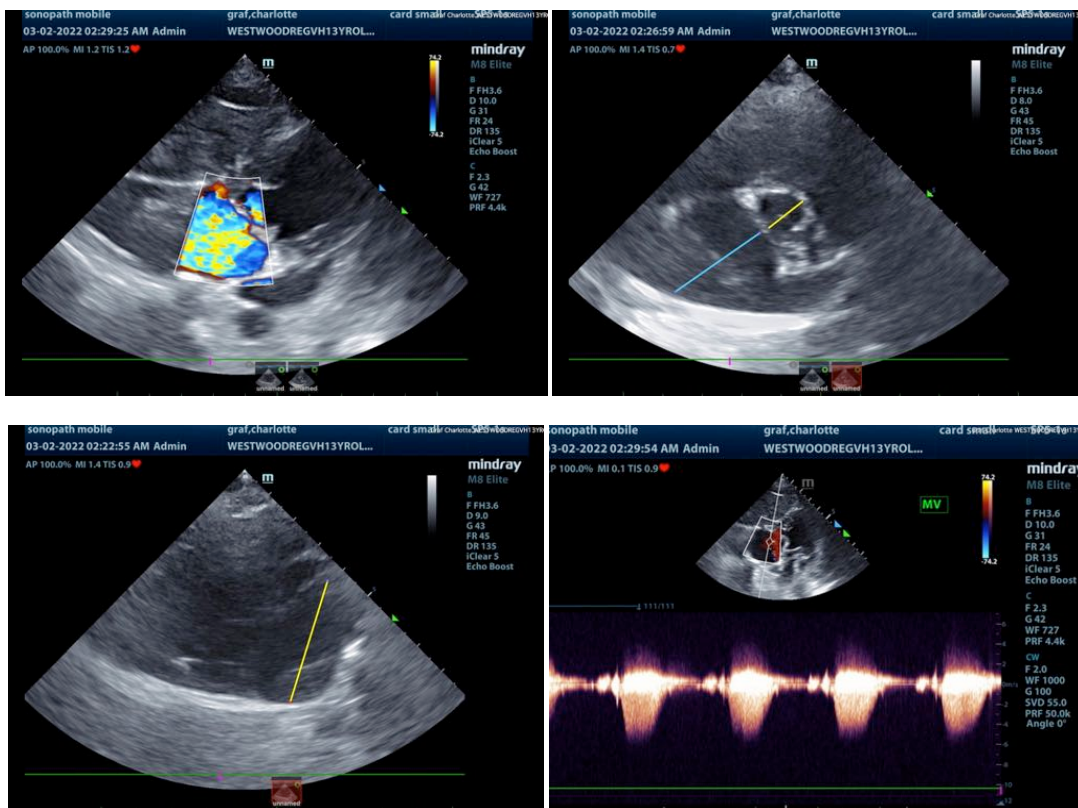 sonopath mobile graf,charlotte card small
03-02-2022 02:29:25 AM Admin WESTWOODREGVH13YROL...
AP 100.0% MI 1.2 TIS 1.2
mindray
M8 Elite
m
74.2
-74.2
B
F FH3.6
D 10.0
G 31
FR 24
DR 135
iClear 5
Echo Boost
C
F 2.3
G 42
WF 727
PRF 4.4k
5
unnamed unnamed
sonopath mobile graf,charlotte card small
03-02-2022 02:26:59 AM Admin WESTWOODREGVH13YROL...
AP 100.0% MI 1.4 TIS 0.7
mindray
M8 Elite
m
B
F FH3.6
D 8.0
G 43
FR 45
DR 135
iClear 5
Echo Boost
unnamed unnamed
sonopath mobile graf,charlotte card small
03-02-2022 02:22:55 AM Admin WESTWOODREGVH13YROL...
AP 100.0% MI 1.4 TIS 0.9
mindray
M8 Elite
m
B
F FH3.6
D 9.0
G 43
FR 45
DR 135
iClear 5
Echo Boost
5
unnamed
sonopath mobile graf,charlotte card small
3-02-2022 02:29:54 AM Admin WESTWOODREGVH13YROL...
P 100.0% MI 0.1 TIS 0.9
mindra
M8 Elite
m
MV
74.2
-74.2
B
F FH3.6
D 10.0
G 31
FR 24
DR 135
iClear 5
Echo Boost
C
F 2.3
G 42
WF 727
PRF 4.4k
CW
F 2.0
WF 1000
G 100
SVD 55.0
PRF 50.0k
Angle 0°
111/111